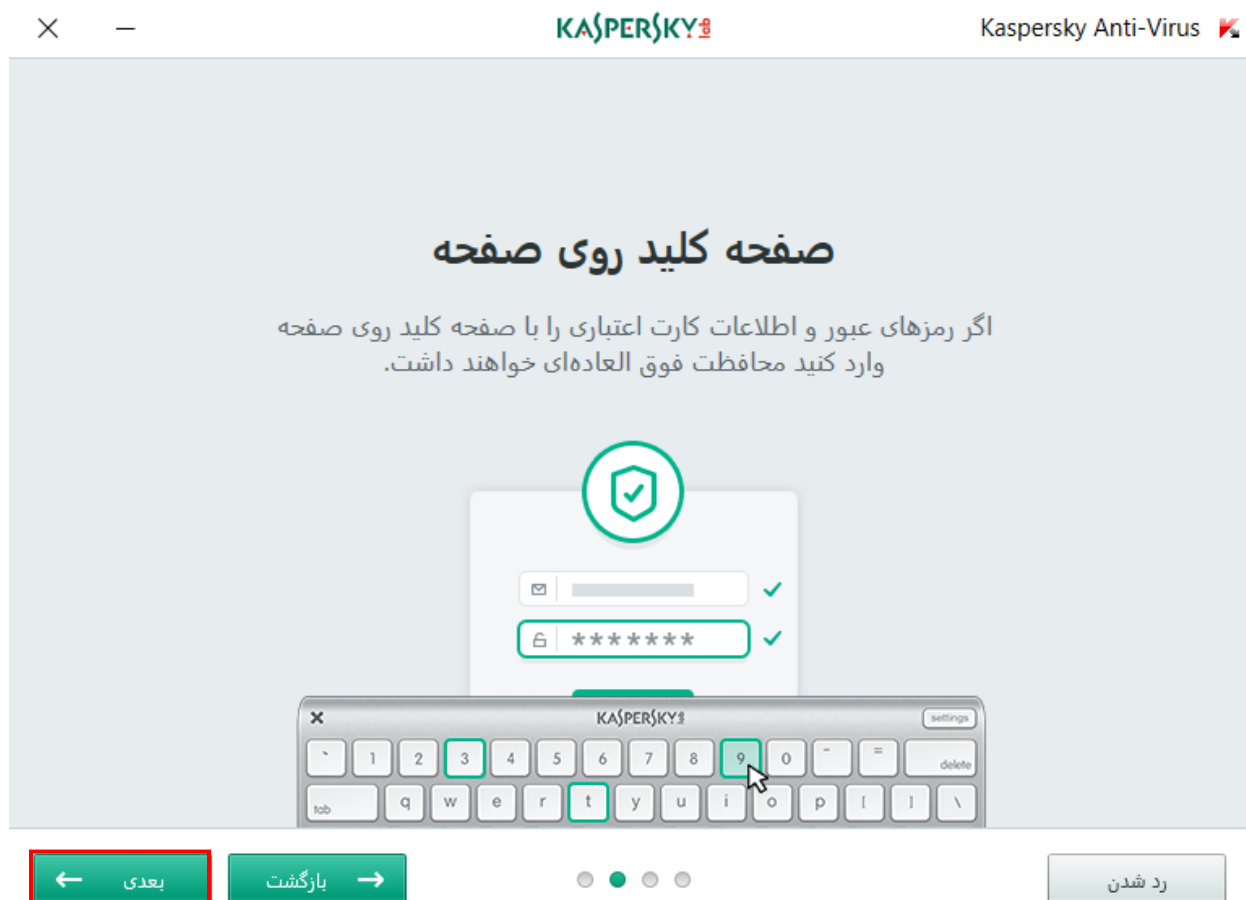 KASPERSKY lab
Kaspersky Anti-Virus
صفحه کلید روی صفحه
اگر رمزهای عبور و اطلاعات کارت اعتباری را با صفحه کلید روی صفحه
وارد کنید محافظت فوق العاده‌ای خواهند داشت.
*******
KASPERSKY lab
settings
` 1 2 3 4 5 6 7 8 9 0 - = delete
tab q w e r t y u i o p [ ] \
رد شدن
بازگشت →
بعدی ←